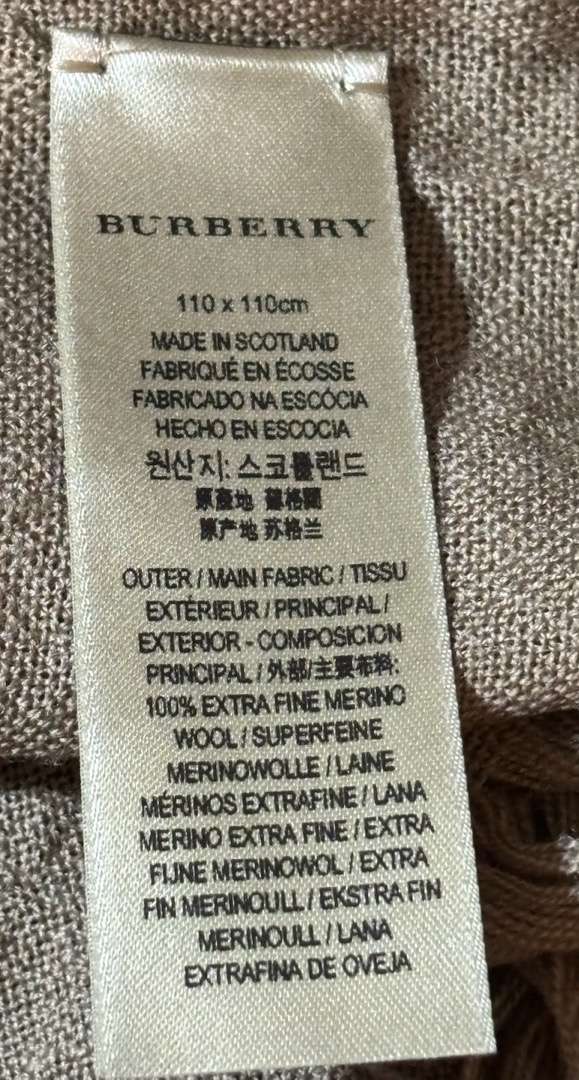 BURBERRY
110 x 110cm
MADE IN SCOTLAND
FABRIQUÉ EN ÉCOSSE
FABRICADO NA ESCÓCIA
HECHO EN ESCOCIA
원산지: 스코틀랜드
原產地 蘇格蘭
原产地 苏格兰
OUTER / MAIN FABRIC / TISSU
EXTÉRIEUR / PRINCIPAL /
EXTERIOR - COMPOSICION
PRINCIPAL / 外部/主要布料:
100% EXTRA FINE MERINO
WOOL / SUPERFEINE
MERINOWOLLE / LAINE
MÉRINOS EXTRAFINE / LANA
MERINO EXTRA FINE / EXTRA
FIJNE MERINOWOL / EXTRA
FIN MERINOULL / EKSTRA FIN
MERINOULL / LANA
EXTRAFINA DE OVEJA